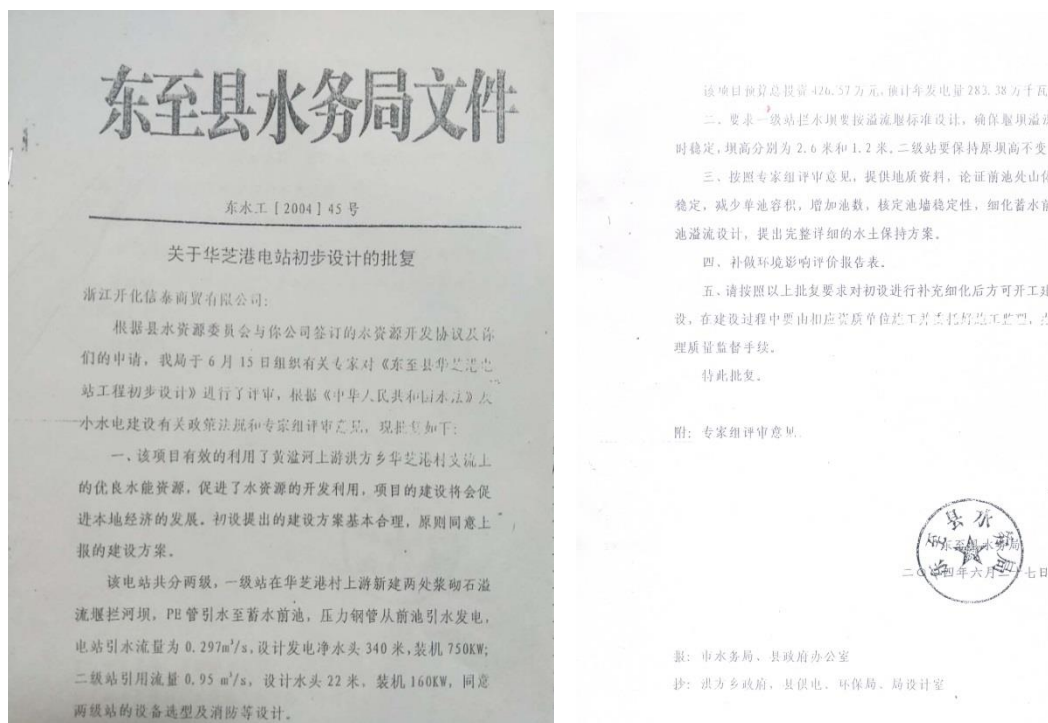 东至县水务局文件
东水工［2004］45号
关于华芝港电站初步设计的批复
浙江开化信泰商贸有限公司：
根据县水资源委员会与你公司签订的水资源开发协议及你
们的申请，我局于6月15日组织有关专家对《东至县华芝港电
站工程初步设计》进行了评审，根据《中华人民共和国水法》及
小水电建设有关政策法规和专家组评审意见，现批复如下：
一、该项目有效的利用了黄湓河上游洪方乡华芝港村支流上
的优良水能资源，促进了水资源的开发利用，项目的建设将会促
进本地经济的发展。初设提出的建设方案基本合理，原则同意上
报的建设方案。
该电站共分两级，一级站在华芝港村上游新建两处浆砌石溢
流堰拦河坝，PE管引水至蓄水前池，压力钢管从前池引水发电，
电站引水流量为0.297m³/s，设计发电净水头340米，装机750KW；
二级站引用流量0.95 m³/s，设计水头22米，装机160KW，同意
两级站的设备选型及消防等设计。
该项目预算总投资426.57万元，预计年发电量283.38万千瓦
二、要求一级站拦水坝要按溢流堰标准设计，确保堰坝溢
时稳定，坝高分别为2.6米和1.2米。二级站要保持原坝高不变
三、按照专家组评审意见，提供地质资料，论证前池处山体
稳定，减少单池容积，增加池数，核定池墙稳定性，细化蓄水前
池溢流设计，提出完整详细的水土保持方案。
四、补做环境影响评价报告表。
五、请按照以上批复要求对初设进行补充细化后方可开工建
设，在建设过程中要由相应资质单位施工并委托好施工监理，
理质量监督手续。
特此批复。
附：专家组评审意见
东至县水务局
二〇〇四年六月二十七日
报：市水务局、县政府办公室
抄：洪方乡政府，县供电、环保局、局设计室